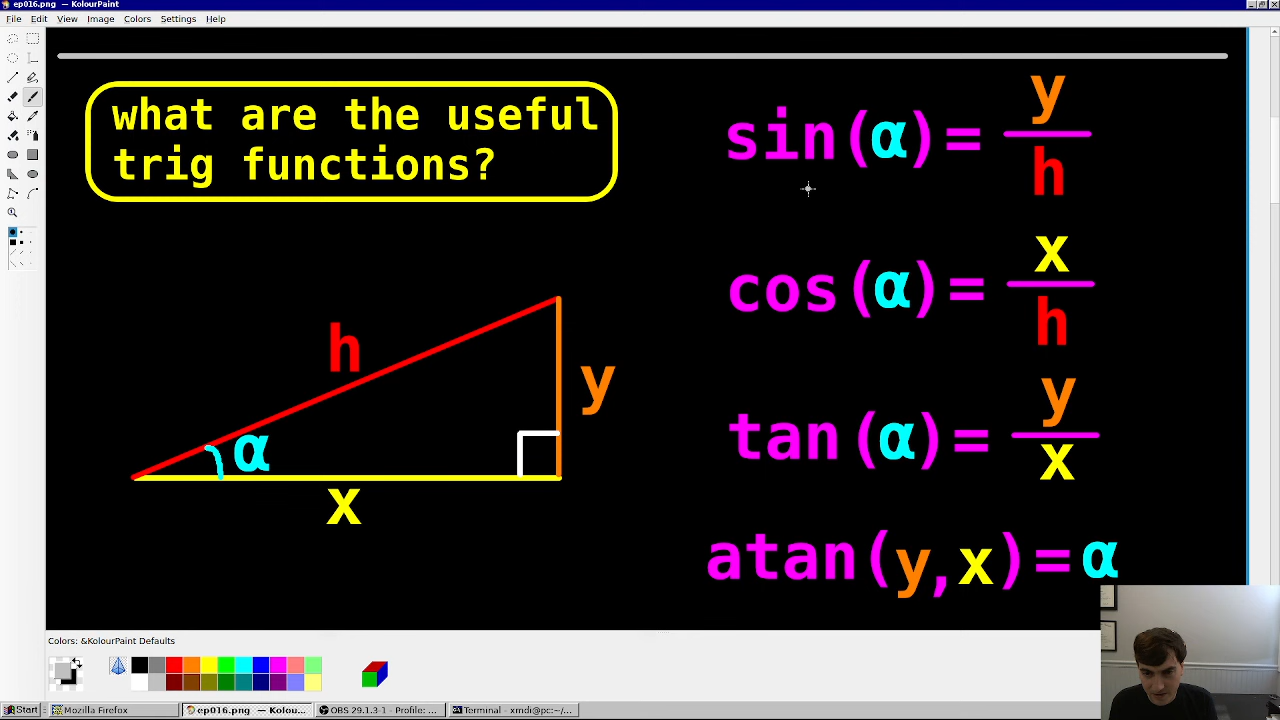 ep016.png — KolourPaint
File Edit View Image Colors Settings Help
what are the useful
trig functions?
sin(α)= y
h
cos(α)= x
h
tan(α)= y
x
atan(y,x)=α
h
y
α
x
Colors: &KolourPaint Defaults
Start Mozilla Firefox ep016.png — Kolou... OBS 29.1.3-1 - Profile: ... Terminal - xmdi@pc:~/...